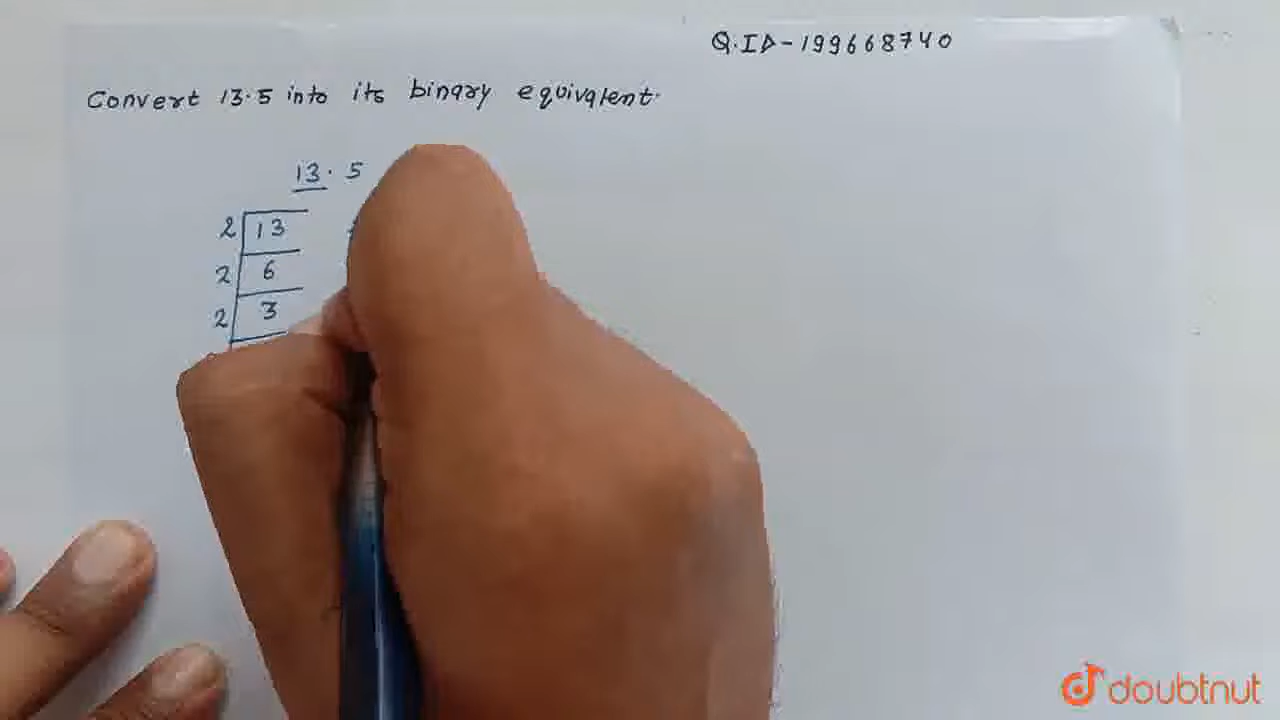 Q.ID-199668740
Convert 13.5 into its binary equivalent.
13.5
2 13
2 6
2 3
doubtnut